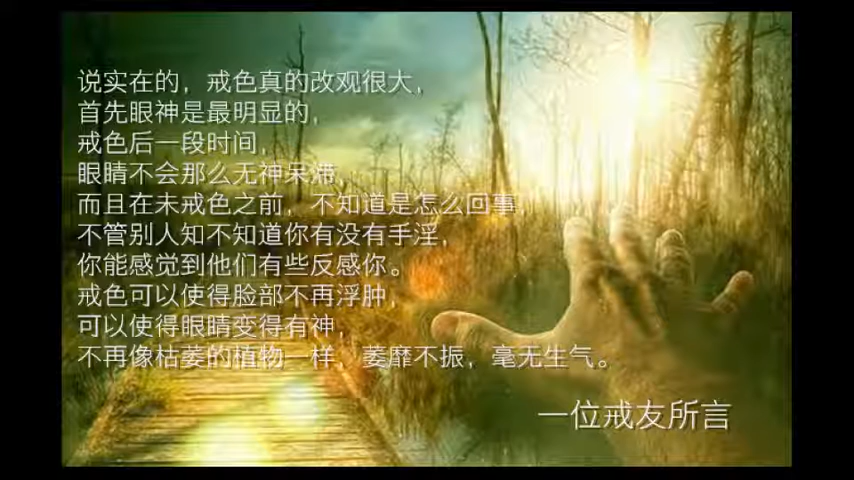 说实在的，戒色真的改观很大，
首先眼神是最明显的，
戒色后一段时间，
眼睛不会那么无神呆滞，
而且在未戒色之前，不知道是怎么回事，
不管别人知不知道你有没有手淫，
你能感觉到他们有些反感你。
戒色可以使得脸部不再浮肿，
可以使得眼睛变得有神，
不再像枯萎的植物一样，萎靡不振，毫无生气。
一位戒友所言